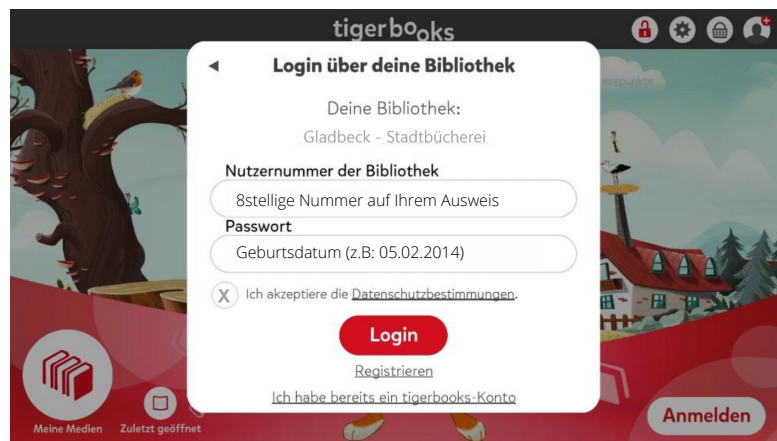 tigerbooks
Login über deine Bibliothek
Deine Bibliothek:
Gladbeck - Stadtbücherei
esepunkte
Nutzernummer der Bibliothek
8stellige Nummer auf Ihrem Ausweis
Passwort
Geburtsdatum (z.B: 05.02.2014)
X Ich akzeptiere die Datenschutzbestimmungen.
Login
Registrieren
Ich habe bereits ein tigerbooks-Konto
Meine Medien
Zuletzt geöffnet
Anmelden